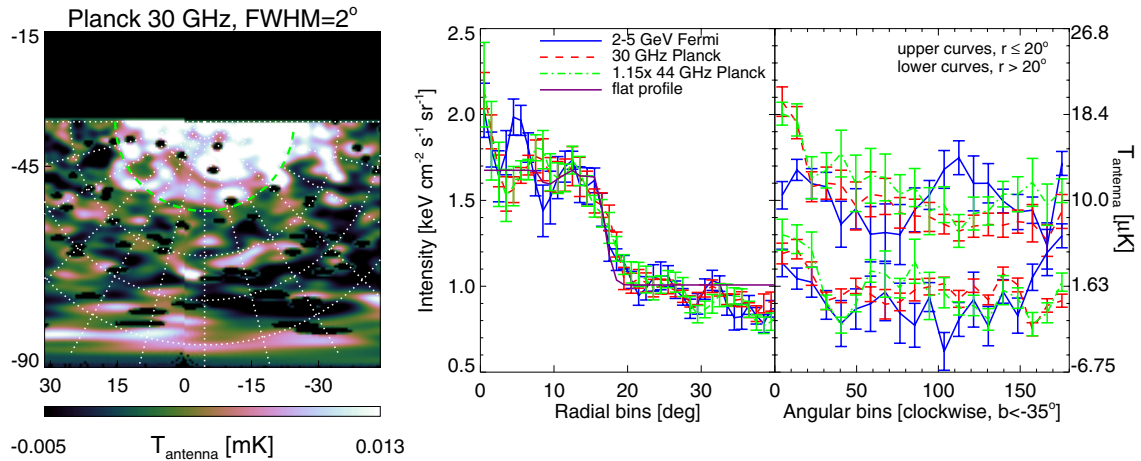 Planck 30 GHz, FWHM=2°
-15
-45
-75
-90
30
15
0
-15
-30
-0.005
T antenna [mK]
0.013
2-5 GeV Fermi
30 GHz Planck
1.15x 44 GHz Planck
flat profile
Intensity [keV cm⁻² s⁻¹ sr⁻¹]
2.5
2.0
1.5
1.0
0.5
0
10
20
30
Radial bins [deg]
upper curves, r ≤ 20°
lower curves, r > 20°
0
50
100
150
Angular bins [clockwise, b<-35°]
26.8
18.4
10.0
1.63
-6.75
T antenna [μK]